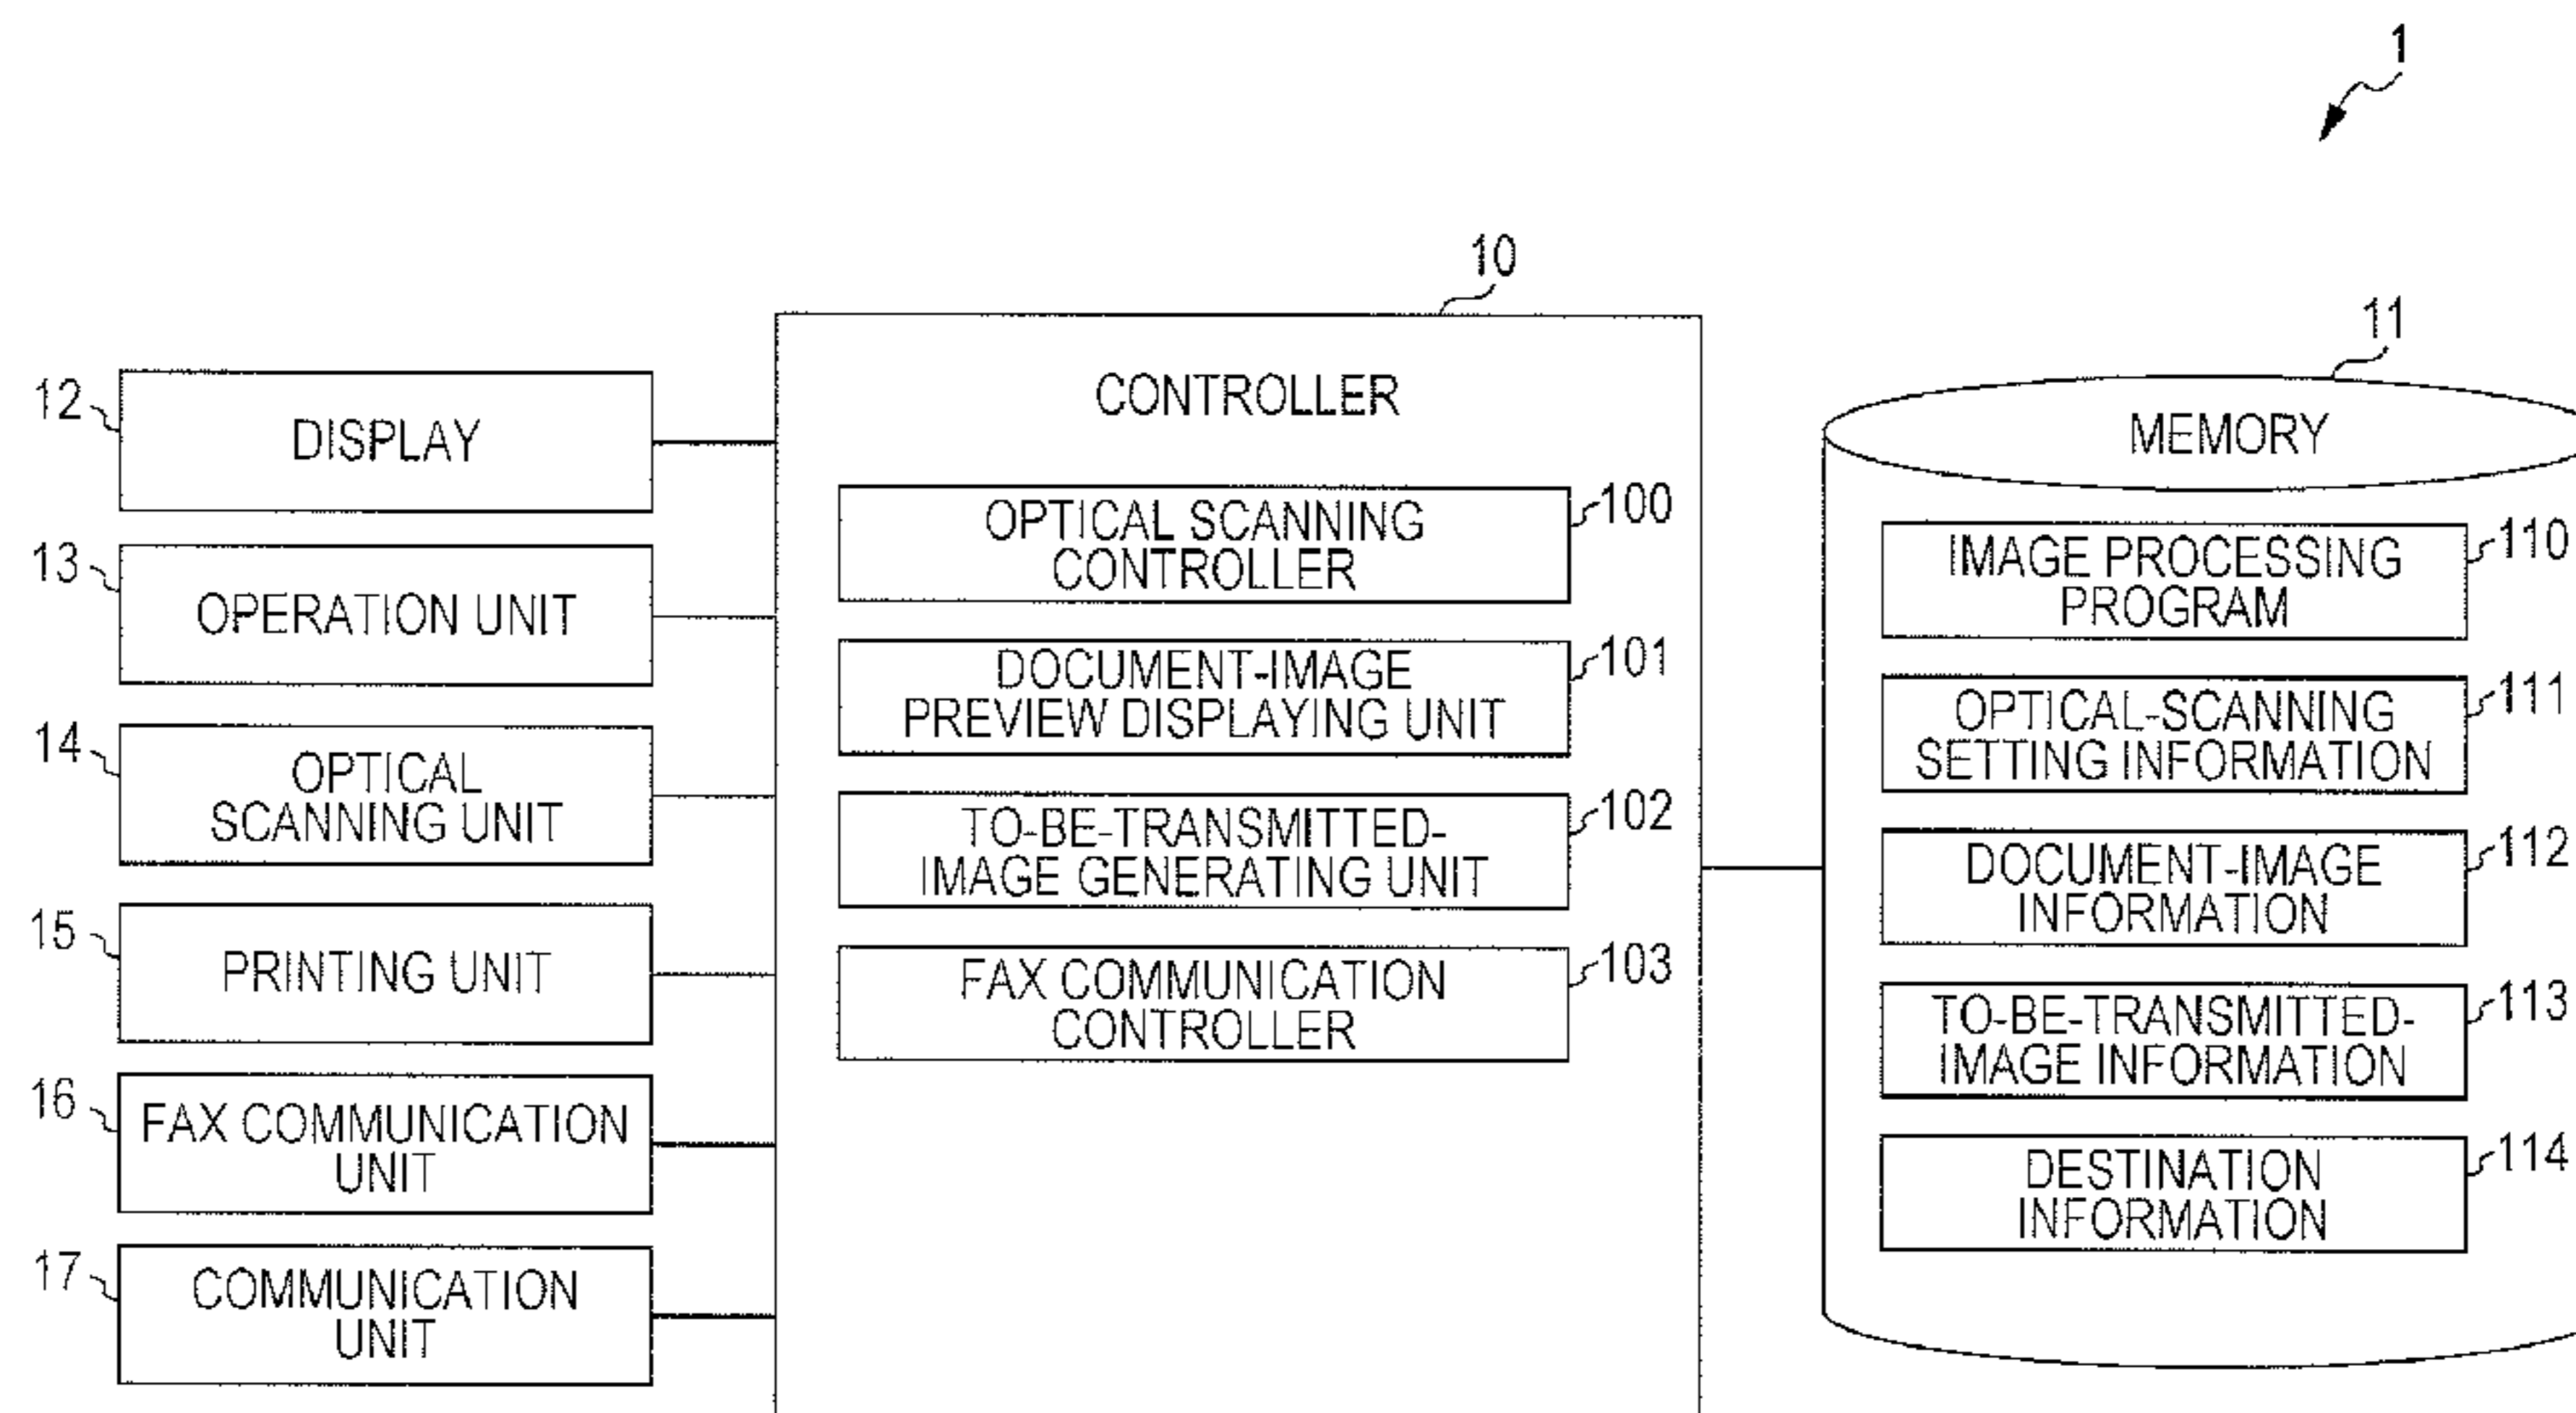 1
10
11
12
DISPLAY
13
OPERATION UNIT
14
OPTICAL
SCANNING UNIT
15
PRINTING UNIT
16
FAX COMMUNICATION
UNIT
17
COMMUNICATION
UNIT
CONTROLLER
OPTICAL SCANNING
CONTROLLER
100
DOCUMENT-IMAGE
PREVIEW DISPLAYING UNIT
101
TO-BE-TRANSMITTED-
IMAGE GENERATING UNIT
102
FAX COMMUNICATION
CONTROLLER
103
MEMORY
IMAGE PROCESSING
PROGRAM
110
OPTICAL-SCANNING
SETTING INFORMATION
111
DOCUMENT-IMAGE
INFORMATION
112
TO-BE-TRANSMITTED-
IMAGE INFORMATION
113
DESTINATION
INFORMATION
114